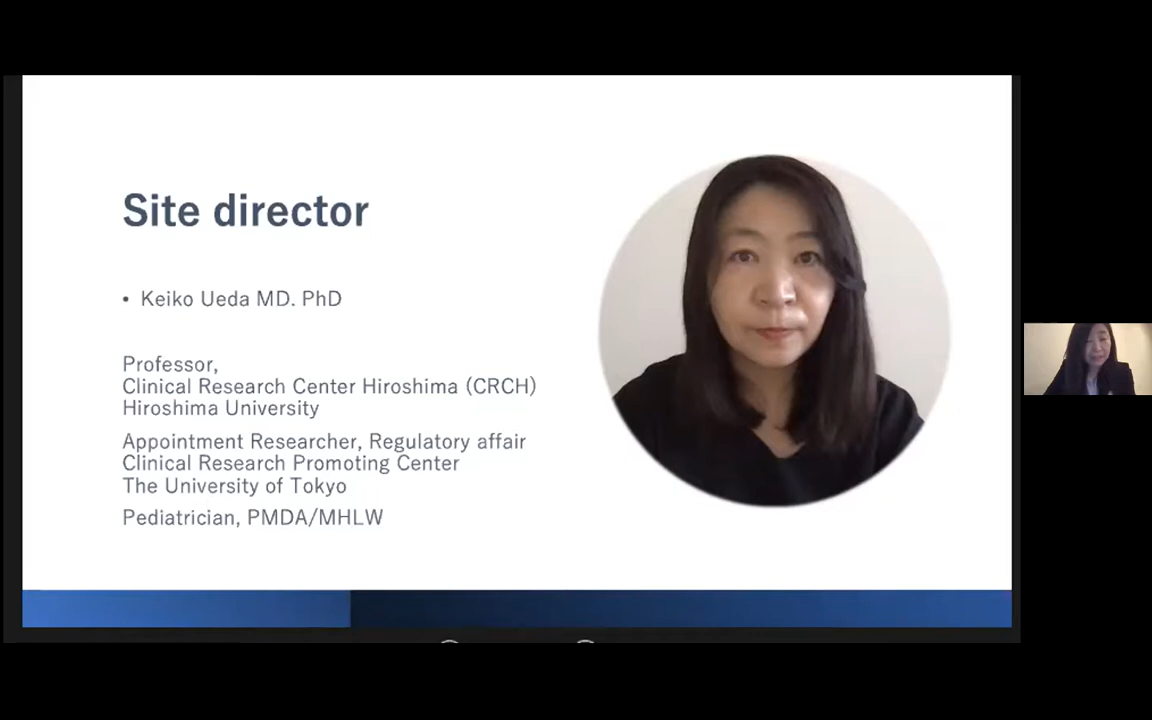 Site director
• Keiko Ueda MD. PhD
Professor,
Clinical Research Center Hiroshima (CRCH)
Hiroshima University
Appointment Researcher, Regulatory affair
Clinical Research Promoting Center
The University of Tokyo
Pediatrician, PMDA/MHLW